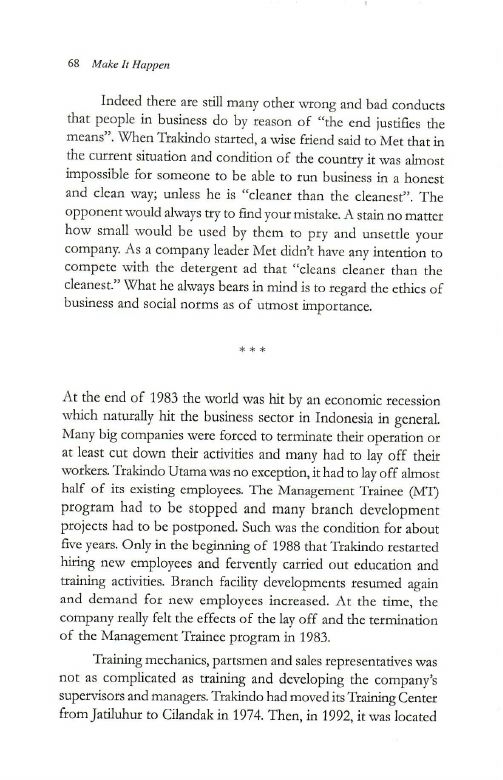 68 Make It Happen
Indeed there are still many other wrong and bad conducts
that people in business do by reason of “the end justifies the
means”. When Trakindo started, a wise friend said to Met that in
the current situation and condition of the country it was almost
impossible for someone to be able to run business in a honest
and clean way; unless he is “cleaner than the cleanest”. The
opponent would always try to find your mistake. A stain no matter
how small would be used by them to pry and unsettle your
company. As a company leader Met didn’t have any intention to
compete with the detergent ad that “cleans cleaner than the
cleanest.” What he always bears in mind is to regard the ethics of
business and social norms as of utmost importance.
* * *
At the end of 1983 the world was hit by an economic recession
which naturally hit the business sector in Indonesia in general.
Many big companies were forced to terminate their operation or
at least cut down their activities and many had to lay off their
workers. Trakindo Utama was no exception, it had to lay off almost
half of its existing employees. The Management Trainee (MT)
program had to be stopped and many branch development
projects had to be postponed. Such was the condition for about
five years. Only in the beginning of 1988 that Trakindo restarted
hiring new employees and fervently carried out education and
training activities. Branch facility developments resumed again
and demand for new employees increased. At the time, the
company really felt the effects of the lay off and the termination
of the Management Trainee program in 1983.
Training mechanics, partsmen and sales representatives was
not as complicated as training and developing the company’s
supervisors and managers. Trakindo had moved its Training Center
from Jatiluhur to Cilandak in 1974. Then, in 1992, it was located